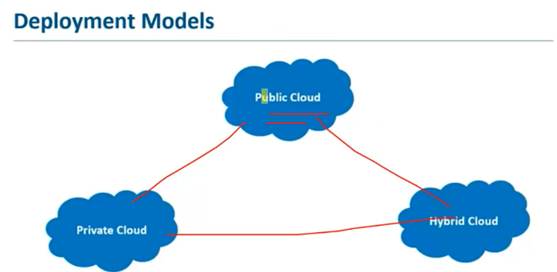 Deployment Models
Public Cloud
Private Cloud
Hybrid Cloud